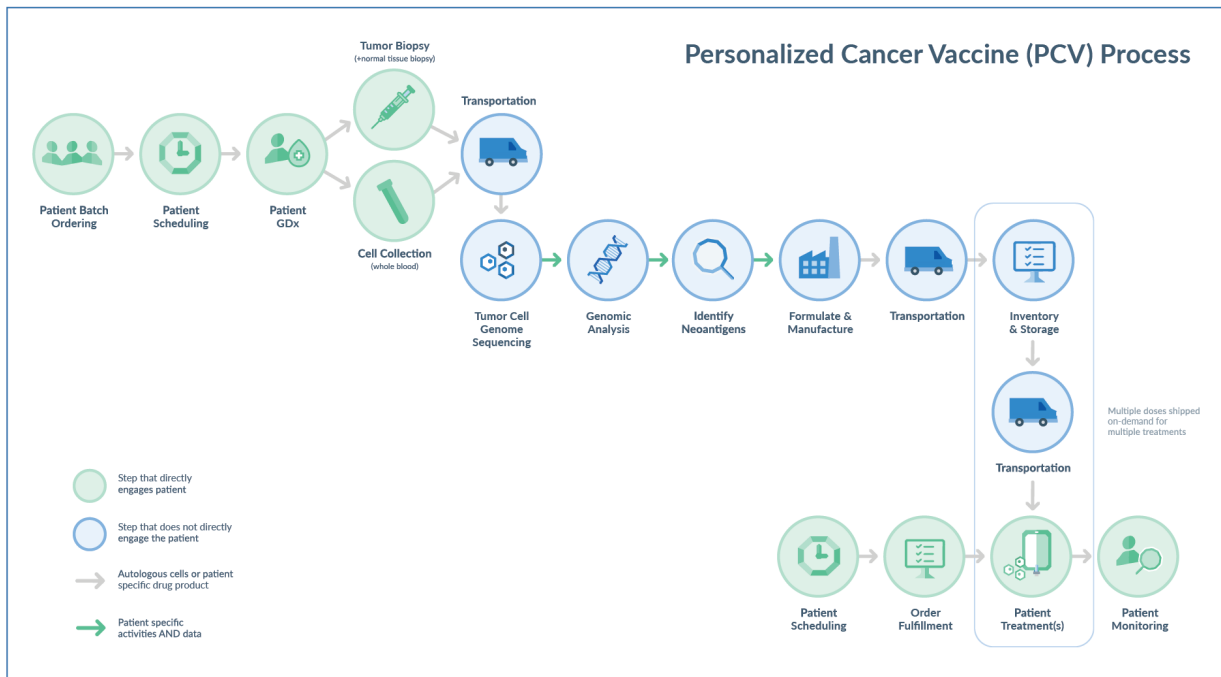 Personalized Cancer Vaccine (PCV) Process
Tumor Biopsy
(+normal tissue biopsy)
Transportation
Patient Batch
Ordering
Patient
Scheduling
Patient
GDx
Cell Collection
(whole blood)
Tumor Cell
Genome
Sequencing
Genomic
Analysis
Identify
Neoantigens
Formulate &
Manufacture
Transportation
Inventory
& Storage
Transportation
Multiple doses shipped
on-demand for
multiple treatments
Step that directly
engages patient
Step that does not directly
engage the patient
Autologous cells or patient
specific drug product
Patient specific
activities AND data
Patient
Scheduling
Order
Fulfillment
Patient
Treatment(s)
Patient
Monitoring